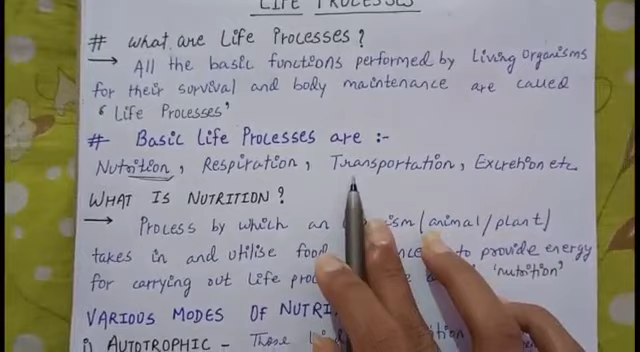 LIFE PROCESSES
# What are Life Processes?
→ All the basic functions performed by Living Organisms
for their survival and body maintenance are called
'Life Processes'
# Basic Life Processes are :-
Nutrition, Respiration, Transportation, Excretion etc
WHAT IS NUTRITION?
→ Process by which an ism/animal/plant)
takes in and utilise food to provide energy
for carrying out life 'nutrition'
VARIOUS MODES OF
i) AUTOTROPHIC - Those